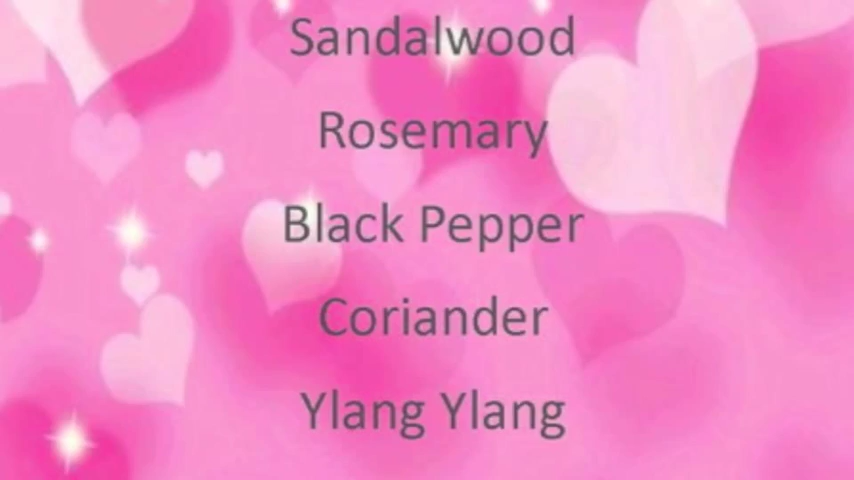 Sandalwood
Rosemary
Black Pepper
Coriander
Ylang Ylang